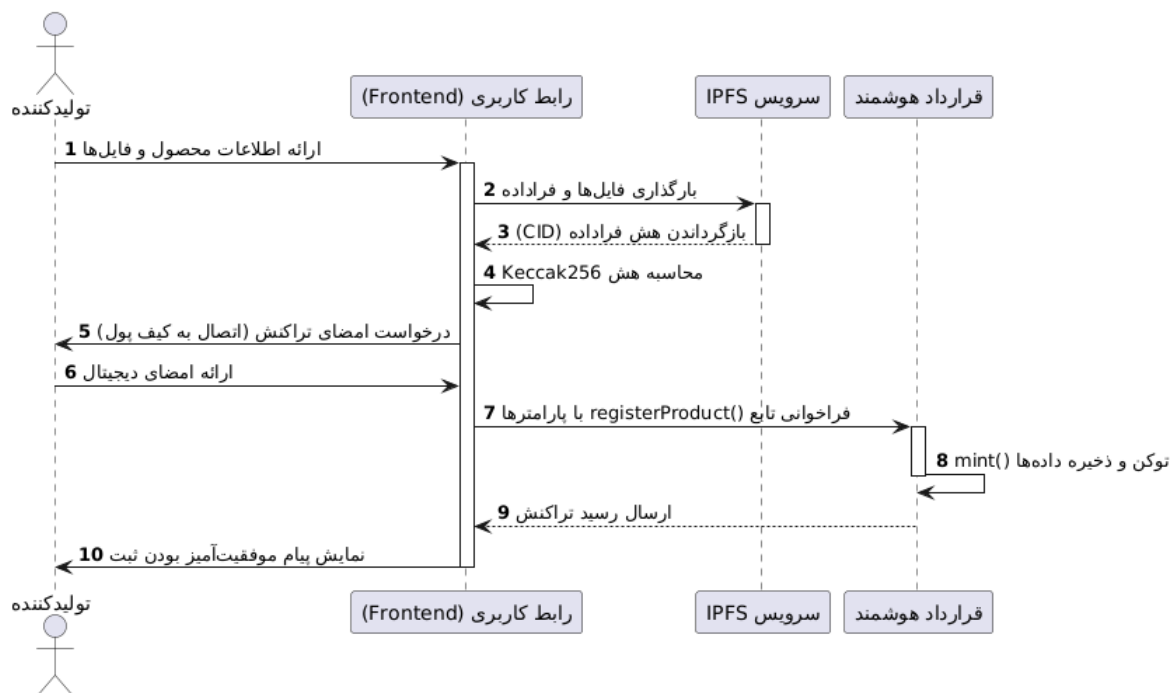 تولیدکننده
رابط کاربری (Frontend)
سرویس IPFS
قرارداد هوشمند
1 ارائه اطلاعات محصول و فایل‌ها
2 بارگذاری فایل‌ها و فراداده
3 بازگرداندن هش فراداده (CID)
4 محاسبه هش Keccak256
5 درخواست امضای تراکنش (اتصال به کیف پول)
6 ارائه امضای دیجیتال
7 فراخوانی تابع registerProduct() با پارامترها
8 mint() توکن و ذخیره داده‌ها
9 ارسال رسید تراکنش
10 نمایش پیام موفقیت‌آمیز بودن ثبت
تولیدکننده
رابط کاربری (Frontend)
سرویس IPFS
قرارداد هوشمند